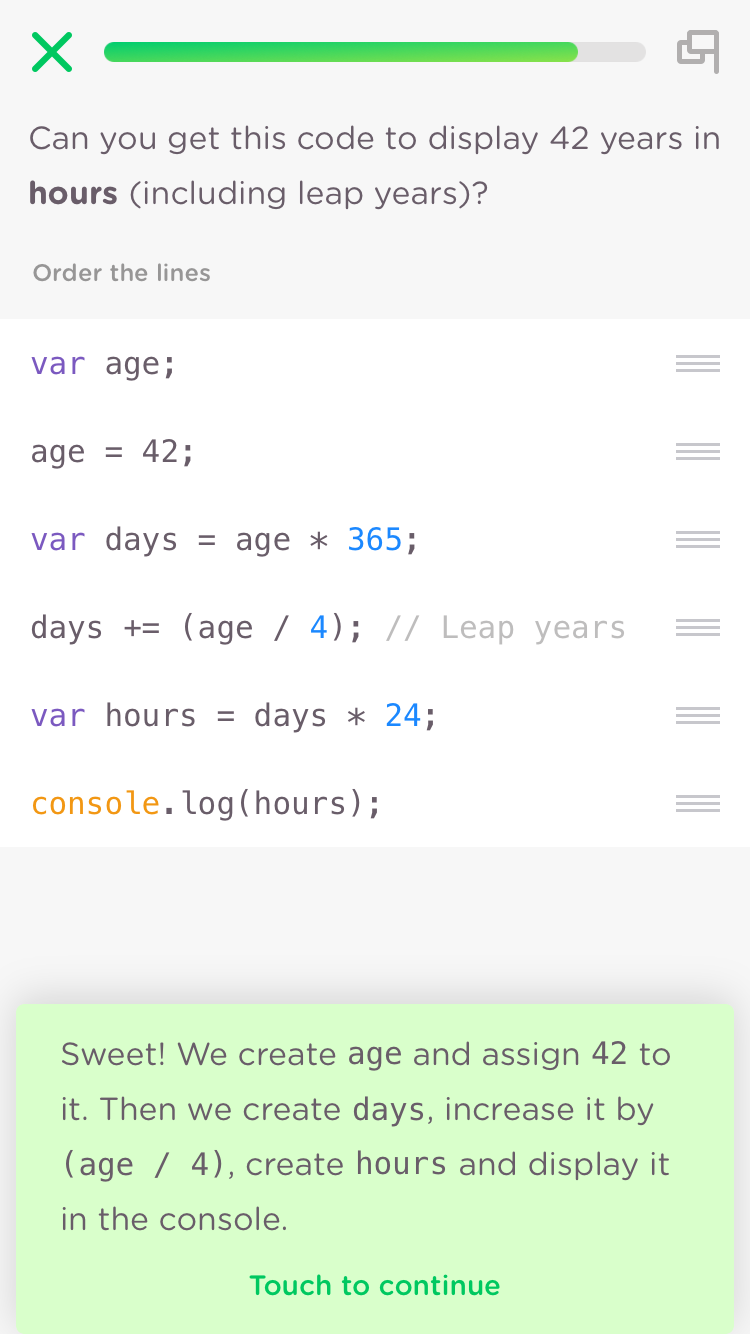 Can you get this code to display 42 years in
hours (including leap years)?
Order the lines
var age;
age = 42;
var days = age * 365;
days += (age / 4); // Leap years
var hours = days * 24;
console.log(hours);
Sweet! We create age and assign 42 to
it. Then we create days, increase it by
(age / 4), create hours and display it
in the console.
Touch to continue